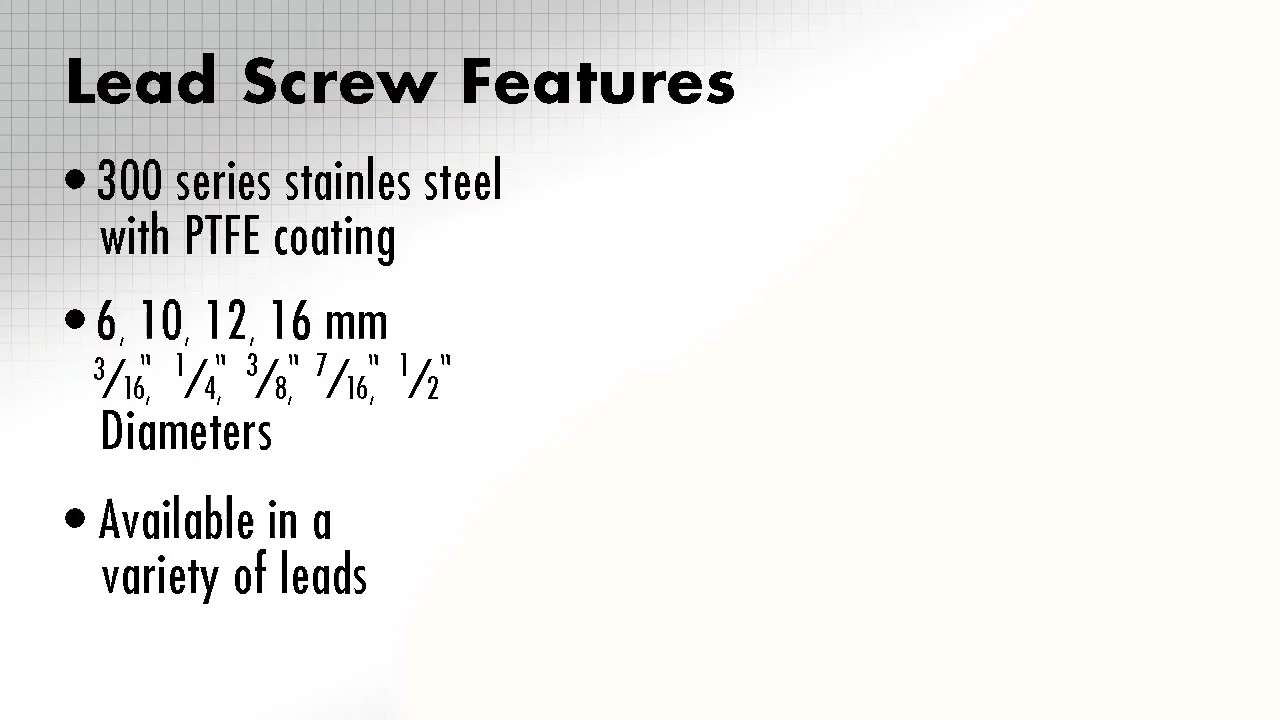 Lead Screw Features
• 300 series stainles steel
with PTFE coating
• 6, 10, 12, 16 mm
3/16," 1/4," 3/8," 7/16," 1/2"
Diameters
• Available in a
variety of leads